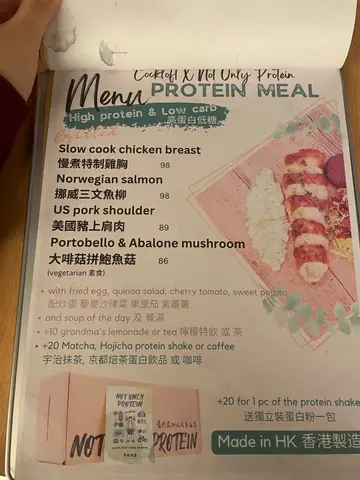 Cocktail X Not Only Protein
Menu
PROTEIN MEAL
High protein & Low carb
高蛋白低糖
Slow cook chicken breast
慢煮特制雞胸 98
Norwegian salmon
挪威三文魚柳 98
US pork shoulder
美國豬上肩肉 89
Portobello & Abalone mushroom
大啡菇拼鮑魚菇 86
(vegetarian 素食)
• with fried egg, quinoa salad, cherry tomato, sweet potato
配炒蛋 藜麥沙律菜 車厘茄 紫蕃薯
• and soup of the day 及 餐湯
• +10 grandma's lemonade or tea 檸檬特飲 或 茶
• +20 Matcha, Hojicha protein shake or coffee
宇治抹茶, 京都焙茶蛋白飲品 或 咖啡
+20 for 1 pc of the protein shake
送獨立裝蛋白粉一包
Made in HK 香港製造
NOT ONLY
PROTEIN
NOT
PROTEIN